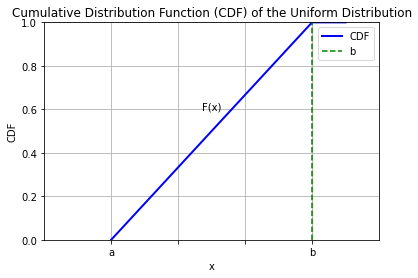 Cumulative Distribution Function (CDF) of the Uniform Distribution
1.0
0.8
0.6
0.4
0.2
0.0
CDF
F(x)
CDF
b
a
b
x